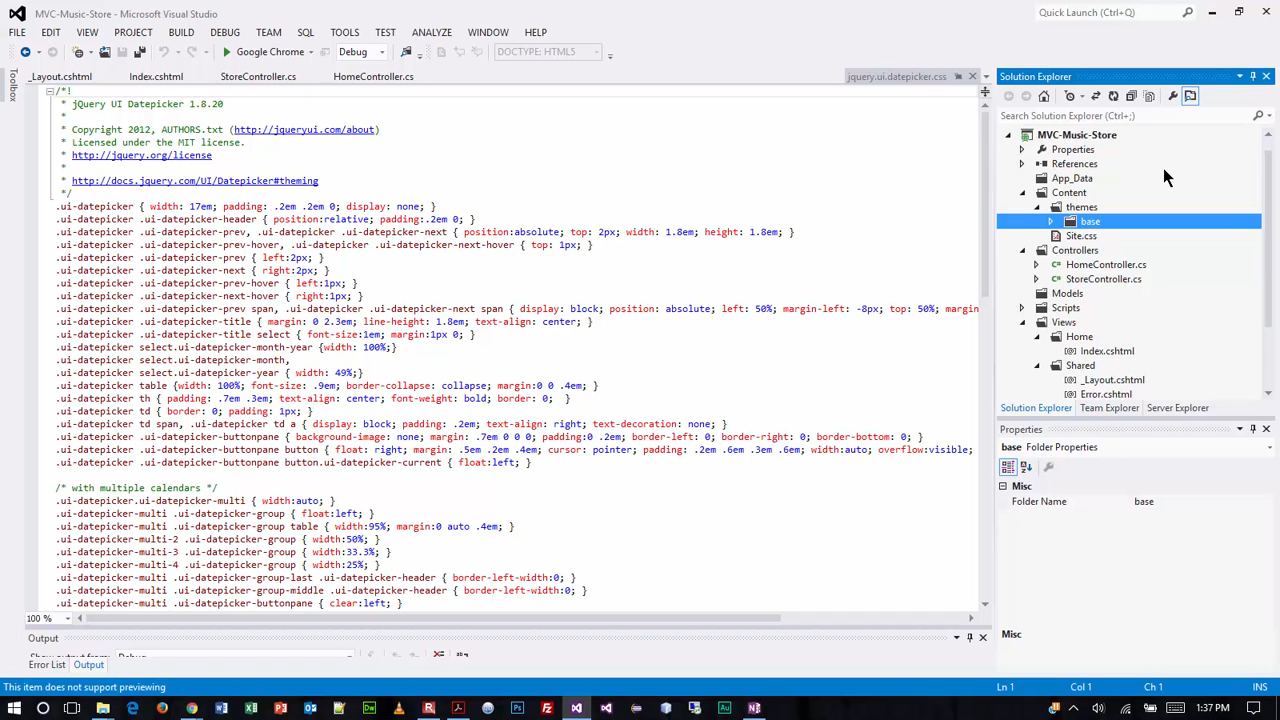 MVC-Music-Store - Microsoft Visual Studio
Quick Launch (Ctrl+Q)
FILE EDIT VIEW PROJECT BUILD DEBUG TEAM SQL TOOLS TEST ANALYZE WINDOW HELP
Google Chrome Debug DOCTYPE: HTML5
Toolbox
_Layout.cshtml Index.cshtml StoreController.cs HomeController.cs jquery.ui.datepicker.css
/*!
* jQuery UI Datepicker 1.8.20
*
* Copyright 2012, AUTHORS.txt (http://jqueryui.com/about)
* Licensed under the MIT license.
* http://jquery.org/license
*
* http://docs.jquery.com/UI/Datepicker#theming
*/
.ui-datepicker { width: 17em; padding: .2em .2em 0; display: none; }
.ui-datepicker .ui-datepicker-header { position:relative; padding:.2em 0; }
.ui-datepicker .ui-datepicker-prev, .ui-datepicker .ui-datepicker-next { position:absolute; top: 2px; width: 1.8em; height: 1.8em; }
.ui-datepicker .ui-datepicker-prev-hover, .ui-datepicker .ui-datepicker-next-hover { top: 1px; }
.ui-datepicker .ui-datepicker-prev { left:2px; }
.ui-datepicker .ui-datepicker-next { right:2px; }
.ui-datepicker .ui-datepicker-prev-hover { left:1px; }
.ui-datepicker .ui-datepicker-next-hover { right:1px; }
.ui-datepicker .ui-datepicker-prev span, .ui-datepicker .ui-datepicker-next span { display: block; position: absolute; left: 50%; margin-left: -8px; top: 50%; margin
.ui-datepicker .ui-datepicker-title { margin: 0 2.3em; line-height: 1.8em; text-align: center; }
.ui-datepicker .ui-datepicker-title select { font-size:1em; margin:1px 0; }
.ui-datepicker select.ui-datepicker-month-year {width: 100%;}
.ui-datepicker select.ui-datepicker-month,
.ui-datepicker select.ui-datepicker-year { width: 49%;}
.ui-datepicker table {width: 100%; font-size: .9em; border-collapse: collapse; margin:0 0 .4em; }
.ui-datepicker th { padding: .7em .3em; text-align: center; font-weight: bold; border: 0;  }
.ui-datepicker td { border: 0; padding: 1px; }
.ui-datepicker td span, .ui-datepicker td a { display: block; padding: .2em; text-align: right; text-decoration: none; }
.ui-datepicker .ui-datepicker-buttonpane { background-image: none; margin: .7em 0 0 0; padding:0 .2em; border-left: 0; border-right: 0; border-bottom: 0; }
.ui-datepicker .ui-datepicker-buttonpane button { float: right; margin: .5em .2em .4em; cursor: pointer; padding: .2em .6em .3em .6em; width:auto; overflow:visible;
.ui-datepicker .ui-datepicker-buttonpane button.ui-datepicker-current { float:left; }
/* with multiple calendars */
.ui-datepicker.ui-datepicker-multi { width:auto; }
.ui-datepicker-multi .ui-datepicker-group { float:left; }
.ui-datepicker-multi .ui-datepicker-group table { width:95%; margin:0 auto .4em; }
.ui-datepicker-multi-2 .ui-datepicker-group { width:50%; }
.ui-datepicker-multi-3 .ui-datepicker-group { width:33.3%; }
.ui-datepicker-multi-4 .ui-datepicker-group { width:25%; }
.ui-datepicker-multi .ui-datepicker-group-last .ui-datepicker-header { border-left-width:0; }
.ui-datepicker-multi .ui-datepicker-group-middle .ui-datepicker-header { border-left-width:0; }
.ui-datepicker-multi .ui-datepicker-buttonpane { clear:left; }
100 %
Output
Show output from: Debug
Error List Output
Solution Explorer
Search Solution Explorer (Ctrl+;)
MVC-Music-Store
Properties
References
App_Data
Content
themes
base
Site.css
Controllers
HomeController.cs
StoreController.cs
Models
Scripts
Views
Home
Index.cshtml
Shared
_Layout.cshtml
Error.cshtml
Solution Explorer Team Explorer Server Explorer
Properties
base Folder Properties
Misc
Folder Name base
Misc
This item does not support previewing Ln 1 Col 1 Ch 1 INS
1:37 PM